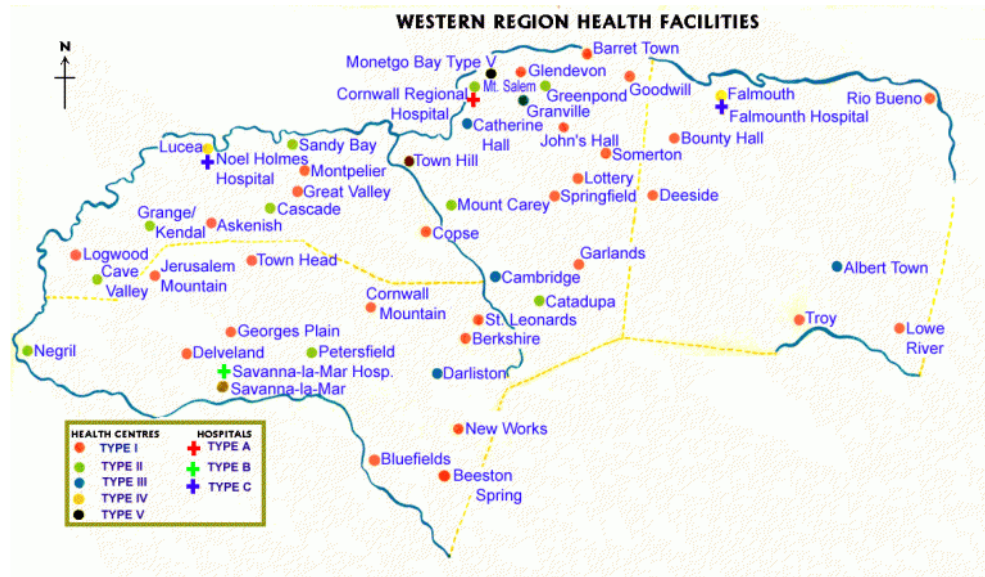 WESTERN REGION HEALTH FACILITIES
N
Barret Town
Monetgo Bay Type V
Glendevon
Mt. Salem
Greenpond
Goodwill
Falmouth
Falmouth Hospital
Rio Bueno
Cornwall Regional
Hospital
Granville
Catherine
Hall
John's Hall
Bounty Hall
Somerton
Lucea
Noel Holmes
Hospital
Sandy Bay
Montpelier
Town Hill
Great Valley
Cascade
Lottery
Springfield
Deeside
Mount Carey
Grange/
Kendal
Askenish
Copse
Logwood
Cave
Valley
Jerusalem
Mountain
Town Head
Garlands
Cambridge
Albert Town
Cornwall
Mountain
Catadupa
St. Leonards
Berkshire
Troy
Lowe
River
Georges Plain
Negril
Delveland
Petersfield
Savanna-la-Mar Hosp.
Savanna-la-Mar
Darliston
New Works
Bluefields
Beeston
Spring
HEALTH CENTRES
TYPE I
TYPE II
TYPE III
TYPE IV
TYPE V
HOSPITALS
TYPE A
TYPE B
TYPE C